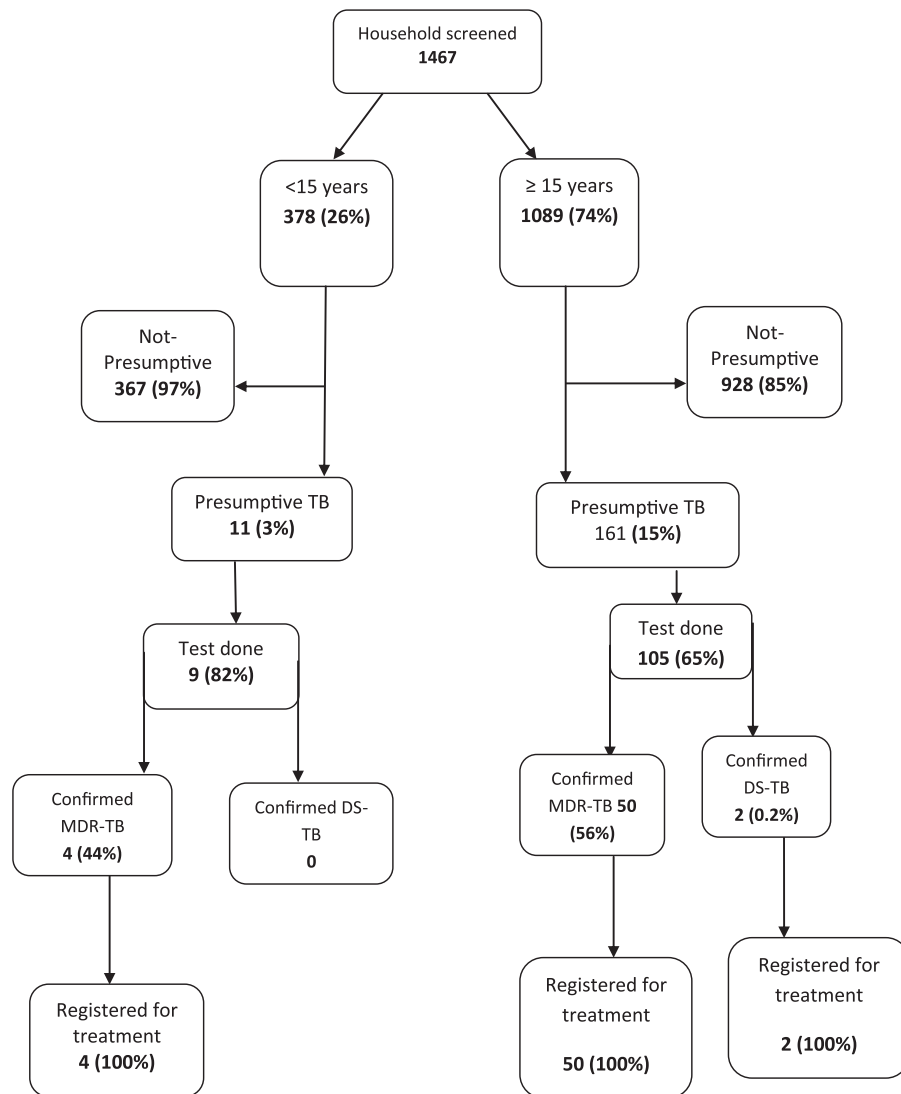 Household screened
1467
<15 years
378 (26%)
≥ 15 years
1089 (74%)
Not-
Presumptive
367 (97%)
Not-
Presumptive
928 (85%)
Presumptive TB
11 (3%)
Presumptive TB
161 (15%)
Test done
9 (82%)
Test done
105 (65%)
Confirmed
MDR-TB
4 (44%)
Confirmed DS-
TB
0
Confirmed
MDR-TB 50
(56%)
Confirmed
DS-TB
2 (0.2%)
Registered for
treatment
4 (100%)
Registered for
treatment
50 (100%)
Registered for
treatment
2 (100%)